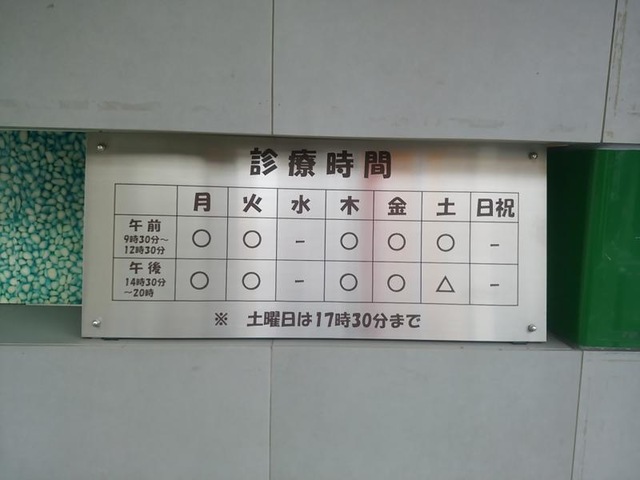 診療時間
月 火 水 木 金 土 日祝
午前
9時30分～
12時30分
○ ○ - ○ ○ ○ -
午後
14時30分
～20時
○ ○ - ○ ○ △ -
※ 土曜日は17時30分まで